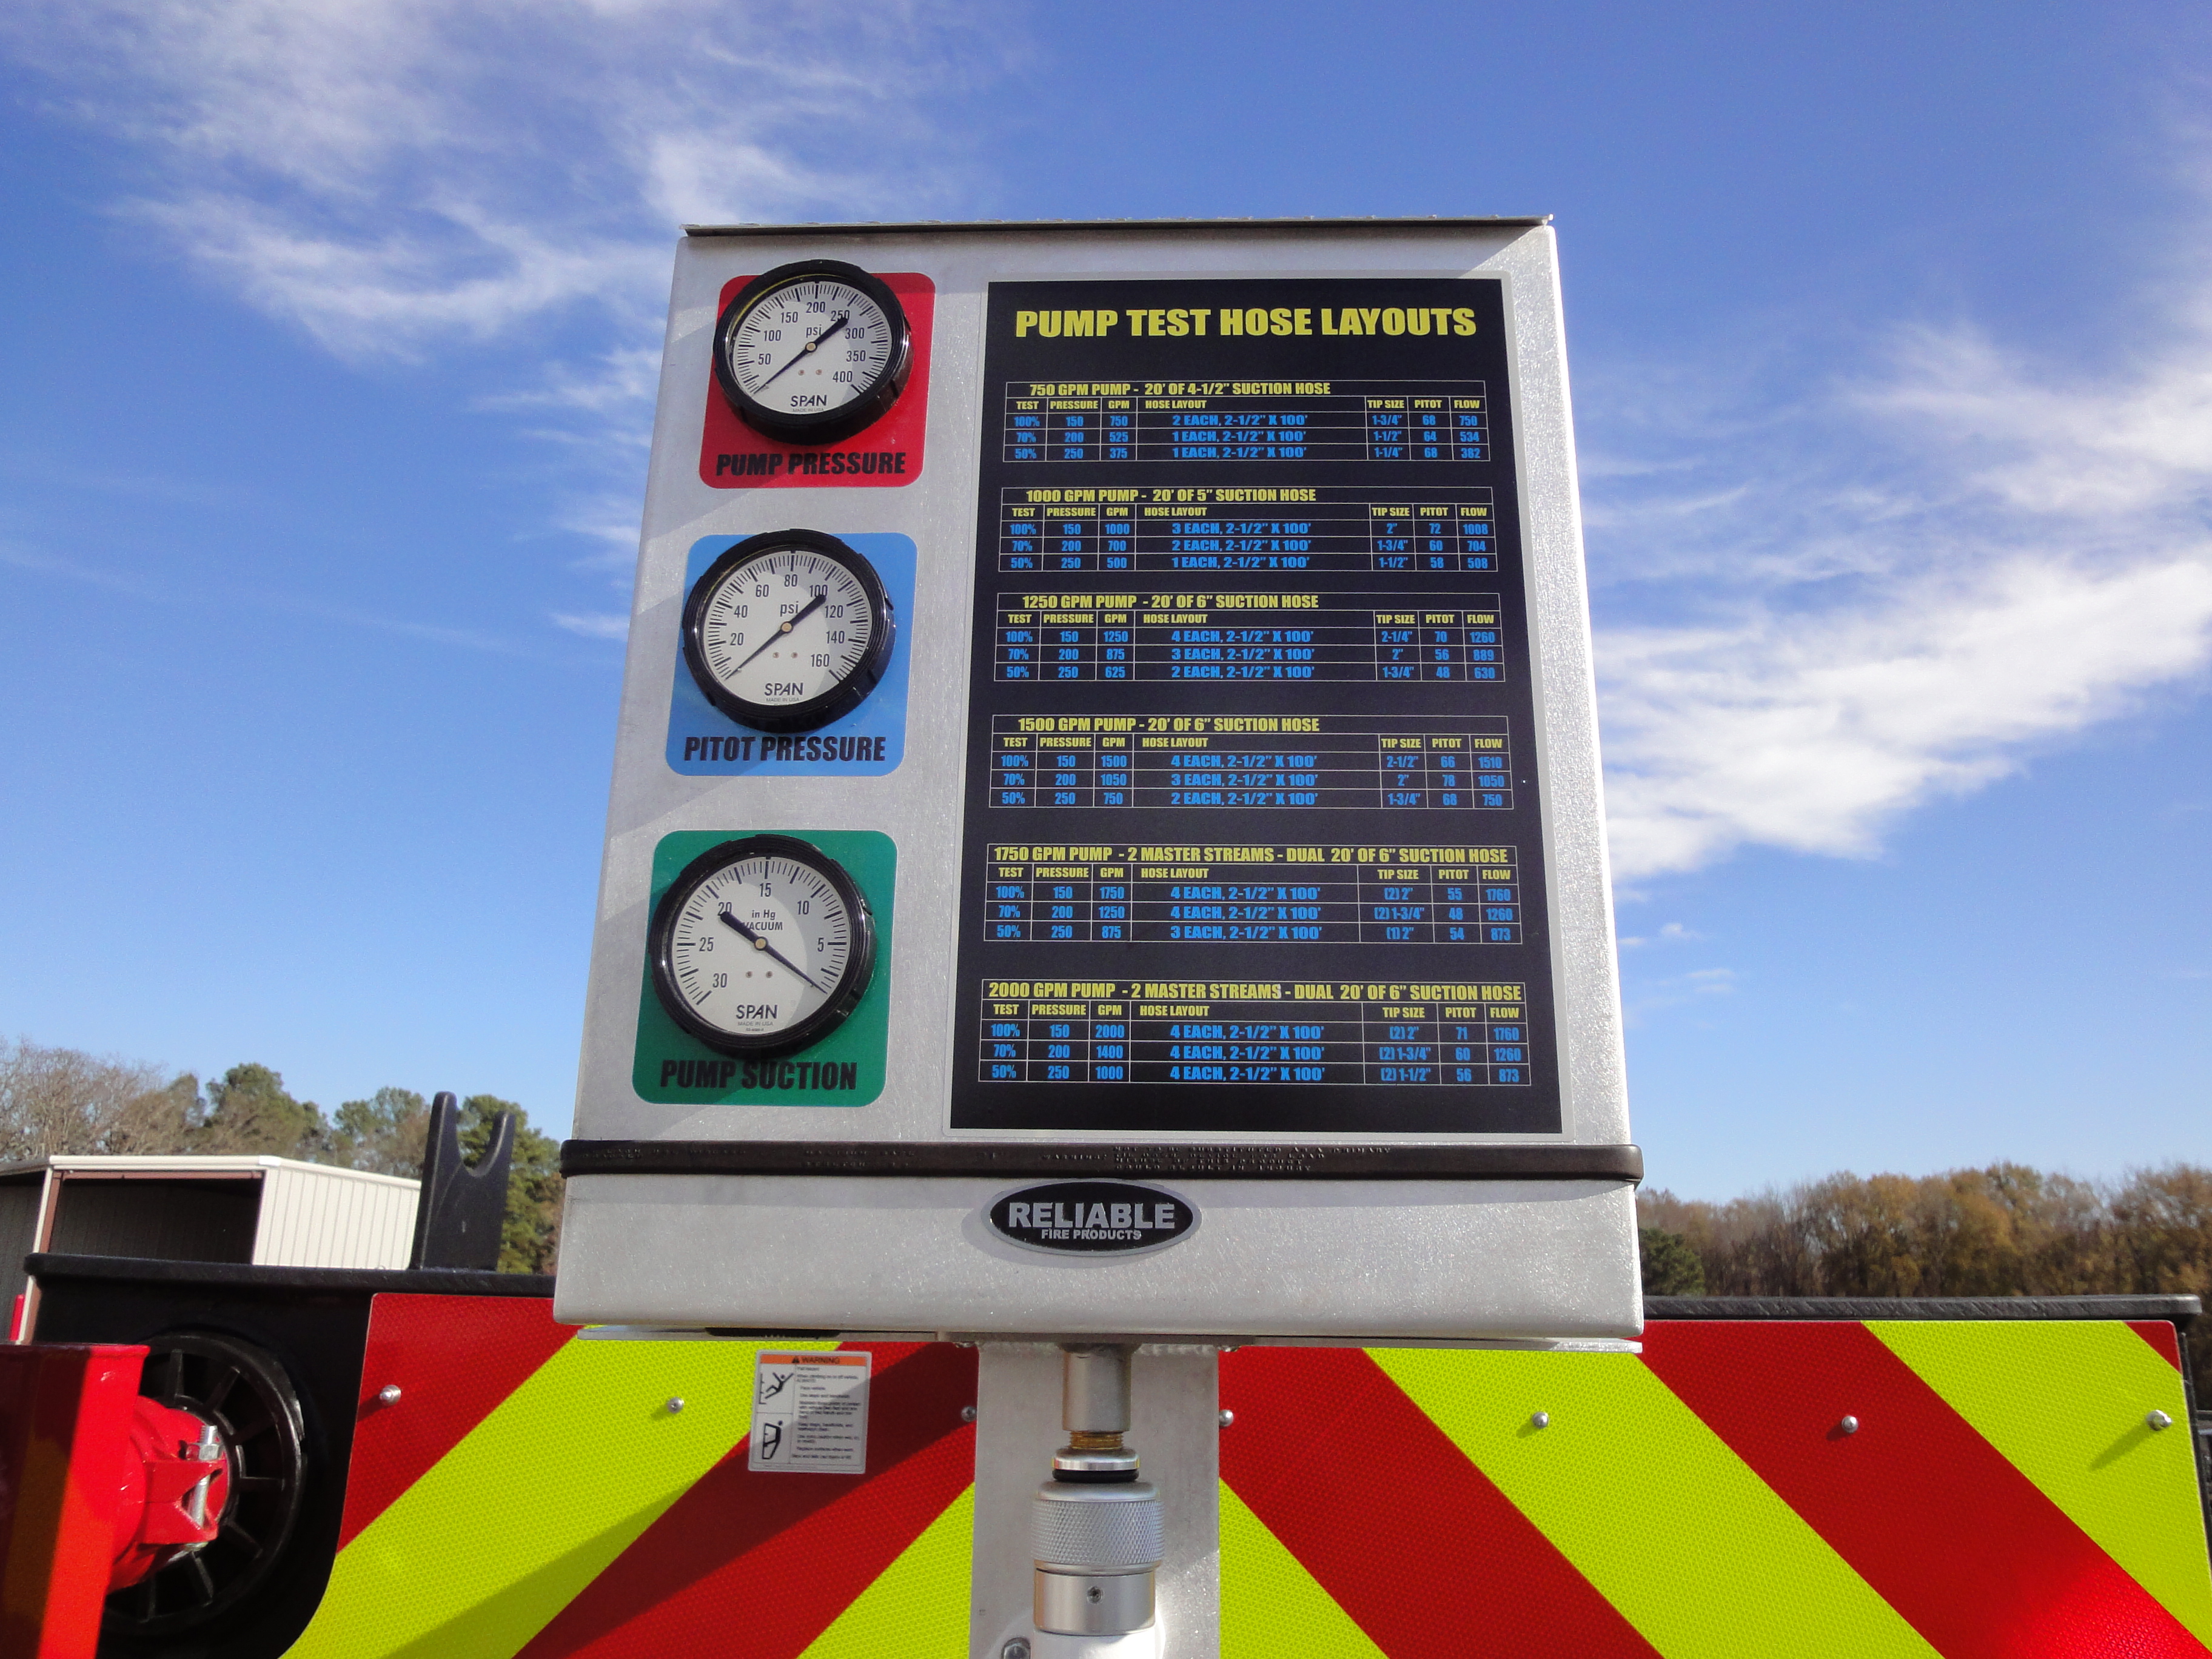 200
150
250
psi
100
300
50
350
400
SPAN
MADE IN USA
PUMP PRESSURE
80
60
100
psi
40
120
20
140
160
SPAN
MADE IN USA
PITOT PRESSURE
15
20
10
in Hg
VACUUM
25
5
30
SPAN
MADE IN USA
PUMP SUCTION
PUMP TEST HOSE LAYOUTS
750 GPM PUMP - 20' OF 4-1/2" SUCTION HOSE
TEST PRESSURE GPM HOSE LAYOUT TIP SIZE PITOT FLOW
100% 150 750 2 EACH, 2-1/2" X 100' 1-3/4" 68 750
70% 200 525 1 EACH, 2-1/2" X 100' 1-1/2" 64 534
50% 250 375 1 EACH, 2-1/2" X 100' 1-1/4" 68 382
1000 GPM PUMP - 20' OF 5" SUCTION HOSE
TEST PRESSURE GPM HOSE LAYOUT TIP SIZE PITOT FLOW
100% 150 1000 3 EACH, 2-1/2" X 100' 2" 72 1008
70% 200 700 2 EACH, 2-1/2" X 100' 1-3/4" 60 704
50% 250 500 1 EACH, 2-1/2" X 100' 1-1/2" 58 508
1250 GPM PUMP - 20' OF 6" SUCTION HOSE
TEST PRESSURE GPM HOSE LAYOUT TIP SIZE PITOT FLOW
100% 150 1250 4 EACH, 2-1/2" X 100' 2-1/4" 70 1260
70% 200 875 3 EACH, 2-1/2" X 100' 2" 56 889
50% 250 625 2 EACH, 2-1/2" X 100' 1-3/4" 48 630
1500 GPM PUMP - 20' OF 6" SUCTION HOSE
TEST PRESSURE GPM HOSE LAYOUT TIP SIZE PITOT FLOW
100% 150 1500 4 EACH, 2-1/2" X 100' 2-1/2" 66 1510
70% 200 1050 3 EACH, 2-1/2" X 100' 2" 78 1050
50% 250 750 2 EACH, 2-1/2" X 100' 1-3/4" 68 750
1750 GPM PUMP - 2 MASTER STREAMS - DUAL 20' OF 6" SUCTION HOSE
TEST PRESSURE GPM HOSE LAYOUT TIP SIZE PITOT FLOW
100% 150 1750 4 EACH, 2-1/2" X 100' (2) 2" 55 1760
70% 200 1250 4 EACH, 2-1/2" X 100' (2) 1-3/4" 48 1260
50% 250 875 3 EACH, 2-1/2" X 100' (1) 2" 54 873
2000 GPM PUMP - 2 MASTER STREAMS - DUAL 20' OF 6" SUCTION HOSE
TEST PRESSURE GPM HOSE LAYOUT TIP SIZE PITOT FLOW
100% 150 2000 4 EACH, 2-1/2" X 100' (2) 2" 71 1760
70% 200 1400 4 EACH, 2-1/2" X 100' (2) 1-3/4" 60 1260
50% 250 1000 4 EACH, 2-1/2" X 100' (2) 1-1/2" 56 873
RELIABLE
FIRE PRODUCTS
WARNING